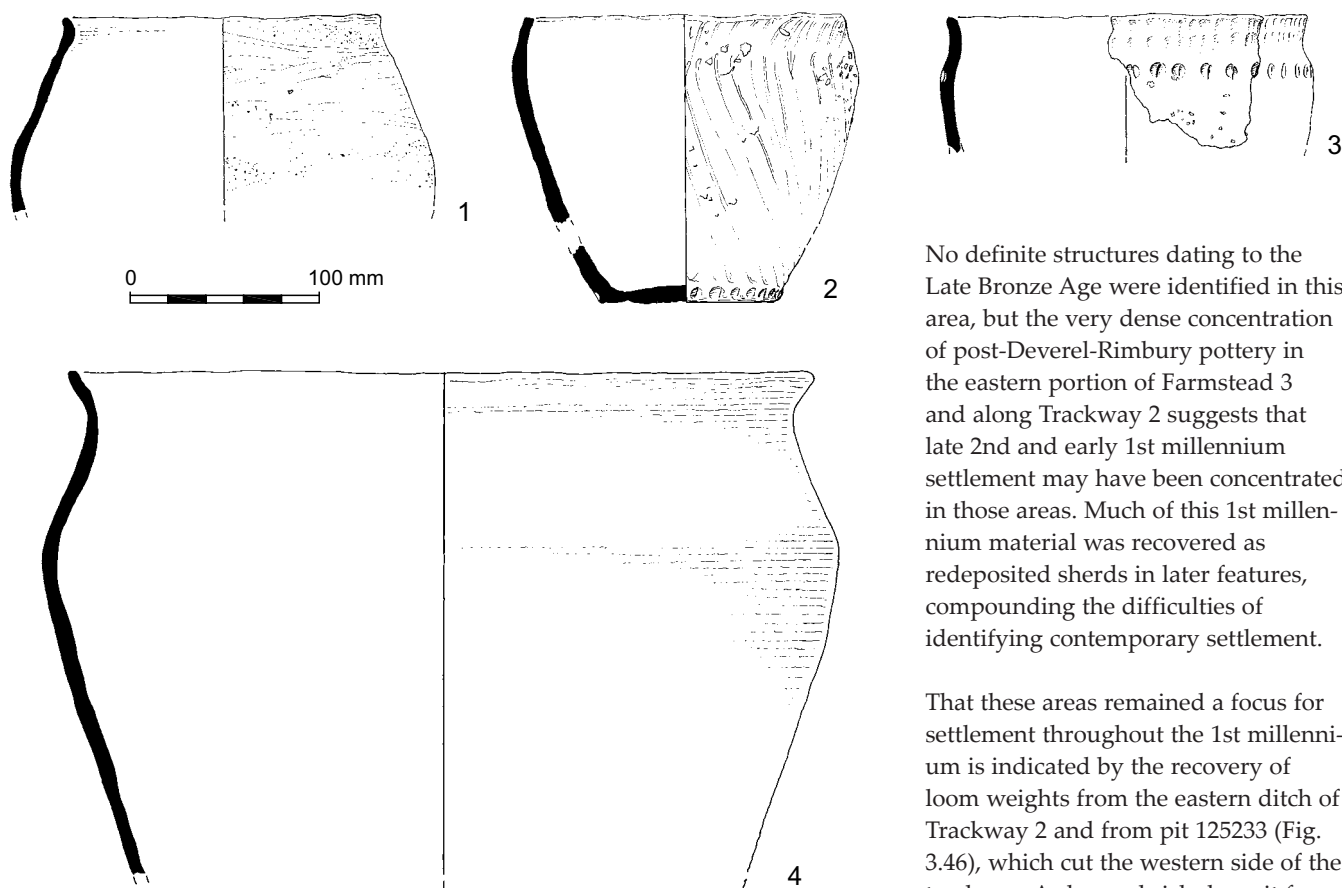 1
2
3
0 100 mm
4
No definite structures dating to the
Late Bronze Age were identified in this
area, but the very dense concentration
of post-Deverel-Rimbury pottery in
the eastern portion of Farmstead 3
and along Trackway 2 suggests that
late 2nd and early 1st millennium
settlement may have been concentrated
in those areas. Much of this 1st millen-
nium material was recovered as
redeposited sherds in later features,
compounding the difficulties of
identifying contemporary settlement.
That these areas remained a focus for
settlement throughout the 1st millenni-
um is indicated by the recovery of
loom weights from the eastern ditch of
Trackway 2 and from pit 125233 (Fig.
3.46), which cut the western side of the